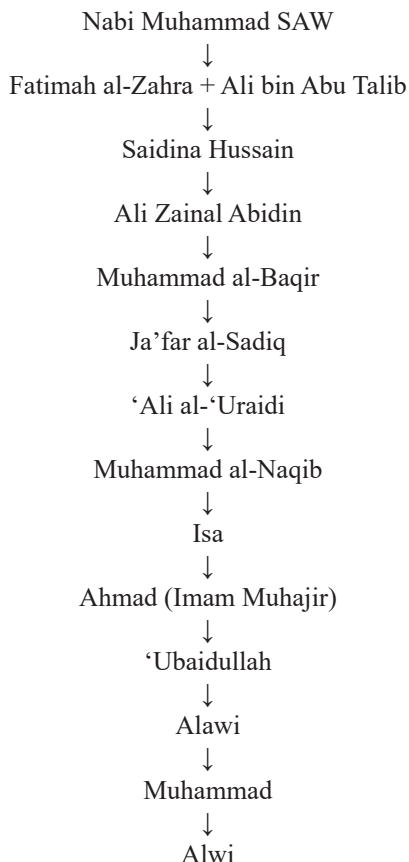 Nabi Muhammad SAW
↓
Fatimah al-Zahra + Ali bin Abu Talib
↓
Saidina Hussain
↓
Ali Zainal Abidin
↓
Muhammad al-Baqir
↓
Ja’far al-Sadiq
↓
‘Ali al-‘Uraidi
↓
Muhammad al-Naqib
↓
Isa
↓
Ahmad (Imam Muhajir)
↓
‘Ubaidullah
↓
Alawi
↓
Muhammad
↓
Alwi